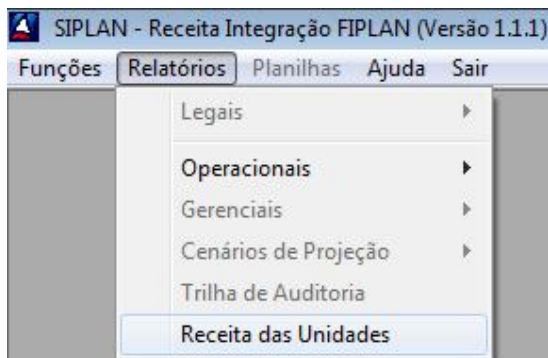 SIPLAN - Receita Integração FIPLAN (Versão 1.1.1)
Funções Relatórios Planilhas Ajuda Sair
Legais
Operacionais
Gerenciais
Cenários de Projeção
Trilha de Auditoria
Receita das Unidades